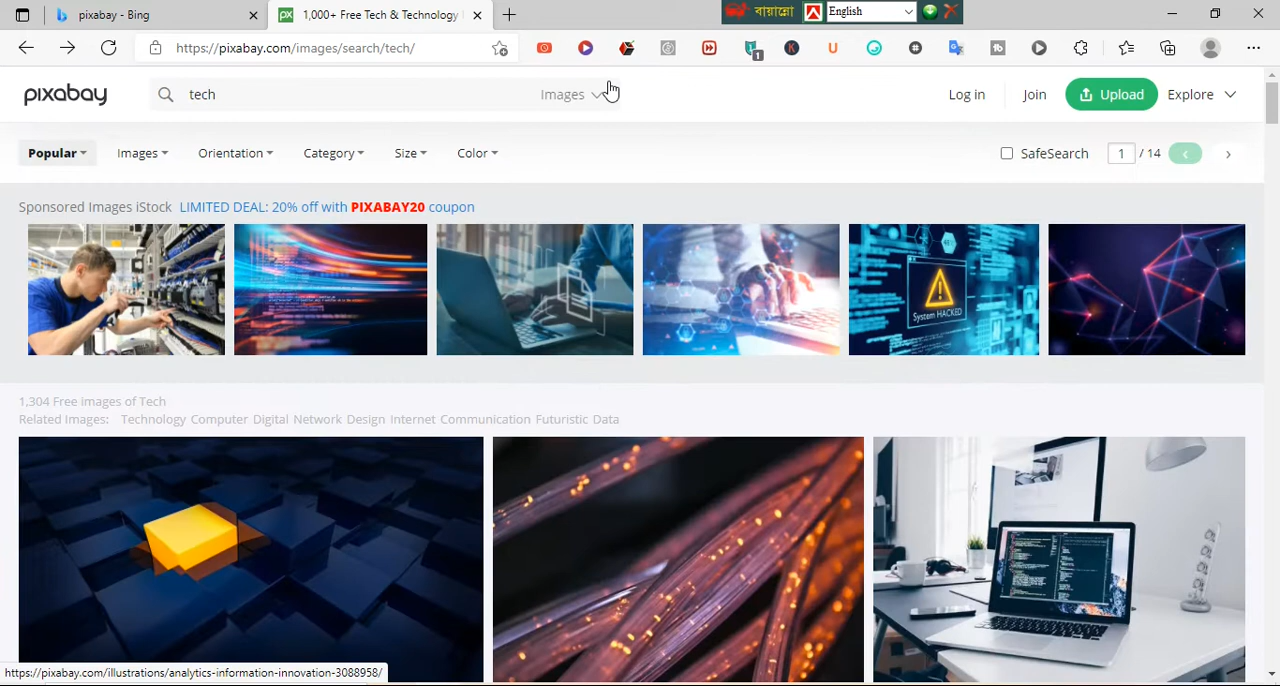 pixabay - Bing
1,000+ Free Tech & Technology
বায়ান্নো
English
https://pixabay.com/images/search/tech/
1
K
U
pixabay
tech
Images
Log in
Join
Upload
Explore
Popular
Images
Orientation
Category
Size
Color
SafeSearch
1 / 14
Sponsored Images iStock LIMITED DEAL: 20% off with PIXABAY20 coupon
System HACKED
1,304 Free images of Tech
Related Images: Technology Computer Digital Network Design Internet Communication Futuristic Data
https://pixabay.com/illustrations/analytics-information-innovation-3088958/